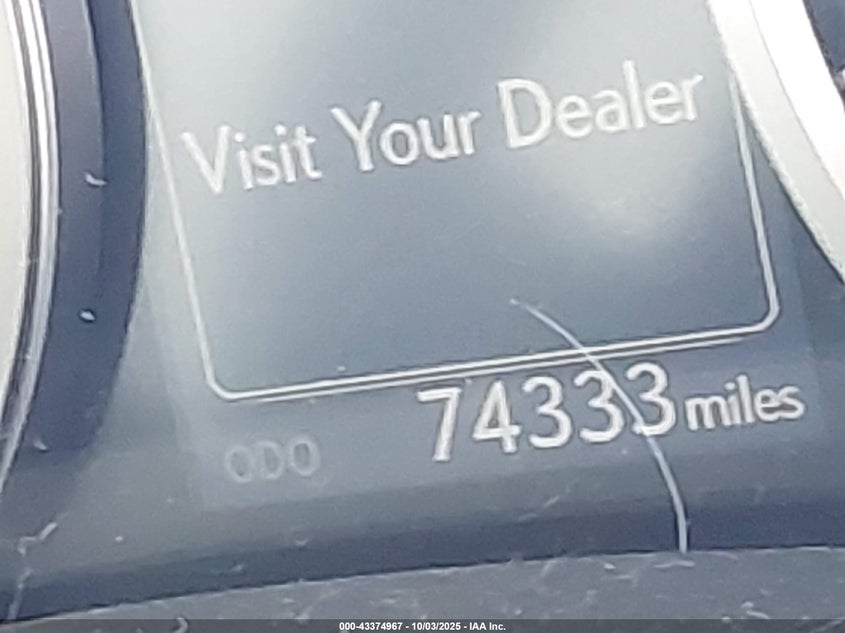 Visit Your Dealer
74333 miles
ODO
000-43374967 - 10/03/2025 - IAA Inc.